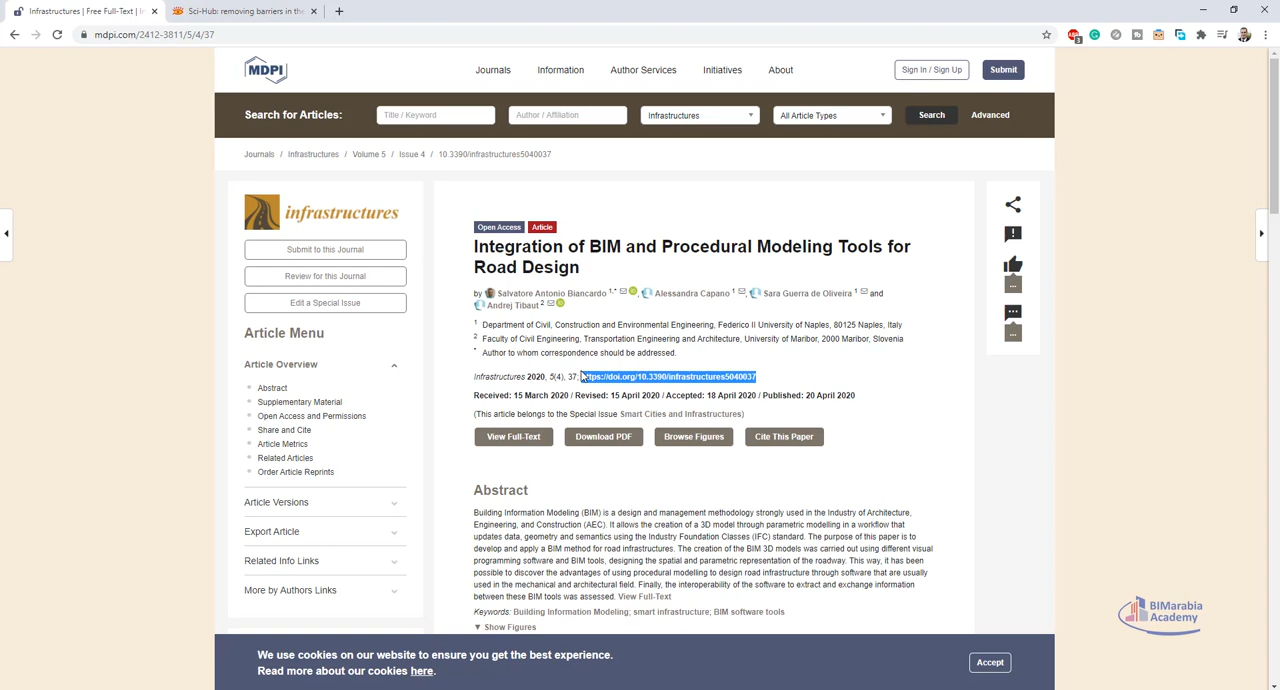 Infrastructures | Free Full-Text | In
Sci-Hub: removing barriers in the
mdpi.com/2412-3811/5/4/37
MDPI
Journals Information Author Services Initiatives About
Sign In / Sign Up
Submit
Search for Articles:
Title / Keyword
Author / Affiliation
Infrastructures
All Article Types
Search
Advanced
Journals / Infrastructures / Volume 5 / Issue 4 / 10.3390/infrastructures5040037
infrastructures
Submit to this Journal
Review for this Journal
Edit a Special Issue
Article Menu
Article Overview
Abstract
Supplementary Material
Open Access and Permissions
Share and Cite
Article Metrics
Related Articles
Order Article Reprints
Article Versions
Export Article
Related Info Links
More by Authors Links
Open Access Article
Integration of BIM and Procedural Modeling Tools for
Road Design
by Salvatore Antonio Biancardo 1,* , Alessandra Capano 1 , Sara Guerra de Oliveira 1 and
Andrej Tibaut 2
1 Department of Civil, Construction and Environmental Engineering, Federico II University of Naples, 80125 Naples, Italy
2 Faculty of Civil Engineering, Transportation Engineering and Architecture, University of Maribor, 2000 Maribor, Slovenia
* Author to whom correspondence should be addressed.
Infrastructures 2020, 5(4), 37; https://doi.org/10.3390/infrastructures5040037
Received: 15 March 2020 / Revised: 15 April 2020 / Accepted: 18 April 2020 / Published: 20 April 2020
(This article belongs to the Special Issue Smart Cities and Infrastructures)
View Full-Text
Download PDF
Browse Figures
Cite This Paper
Abstract
Building Information Modeling (BIM) is a design and management methodology strongly used in the Industry of Architecture,
Engineering, and Construction (AEC). It allows the creation of a 3D model through parametric modelling in a workflow that
updates data, geometry and semantics using the Industry Foundation Classes (IFC) standard. The purpose of this paper is to
develop and apply a BIM method for road infrastructures. The creation of the BIM 3D models was carried out using different visual
programming software and BIM tools, designing the spatial and parametric representation of the roadway. This way, it has been
possible to discover the advantages of using procedural modelling to design road infrastructure through software that are usually
used in the mechanical and architectural field. Finally, the interoperability of the software to extract and exchange information
between these BIM tools was assessed. View Full-Text
Keywords: Building Information Modeling; smart infrastructure; BIM software tools
▼ Show Figures
We use cookies on our website to ensure you get the best experience.
Read more about our cookies here.
Accept
BIMarabia
Academy